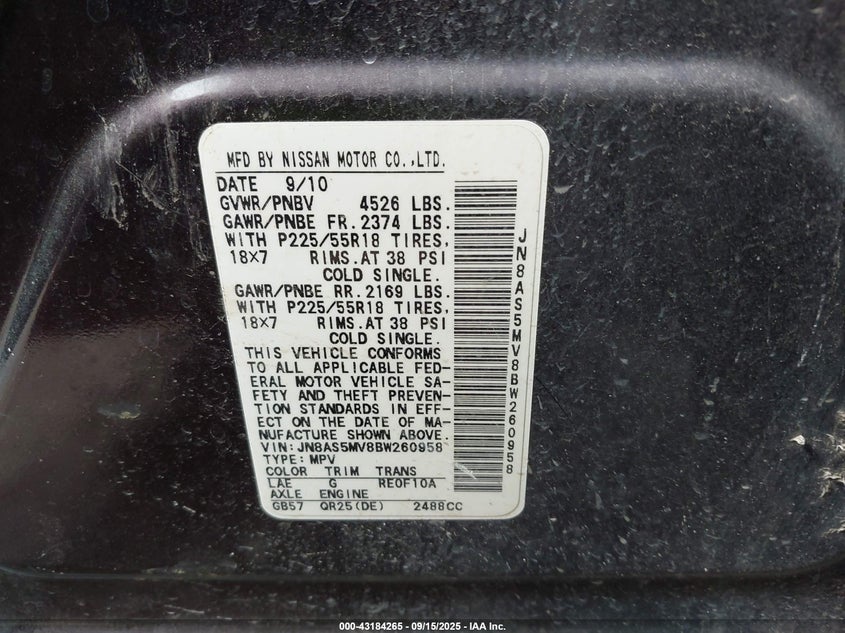 MFD BY NISSAN MOTOR CO.,LTD.
DATE 9/10
GVWR/PNBV 4526 LBS.
GAWR/PNBE FR.2374 LBS.
WITH P225/55R18 TIRES,
18×7 RIMS.AT 38 PSI
COLD SINGLE.
GAWR/PNBE RR.2169 LBS.
WITH P225/55R18 TIRES,
18×7 RIMS.AT 38 PSI
COLD SINGLE.
THIS VEHICLE CONFORMS
TO ALL APPLICABLE FED-
ERAL MOTOR VEHICLE SA-
FETY AND THEFT PREVEN-
TION STANDARDS IN EFF-
ECT ON THE DATE OF MA-
NUFACTURE SHOWN ABOVE.
VIN:JN8AS5MV8BW260958
TYPE:MPV
COLOR TRIM TRANS
LAE G RE0F10A
AXLE ENGINE
GB57 QR25(DE) 2488CC
JN8AS5MV8BW260958
000-43184265 - 09/15/2025 - IAA Inc.